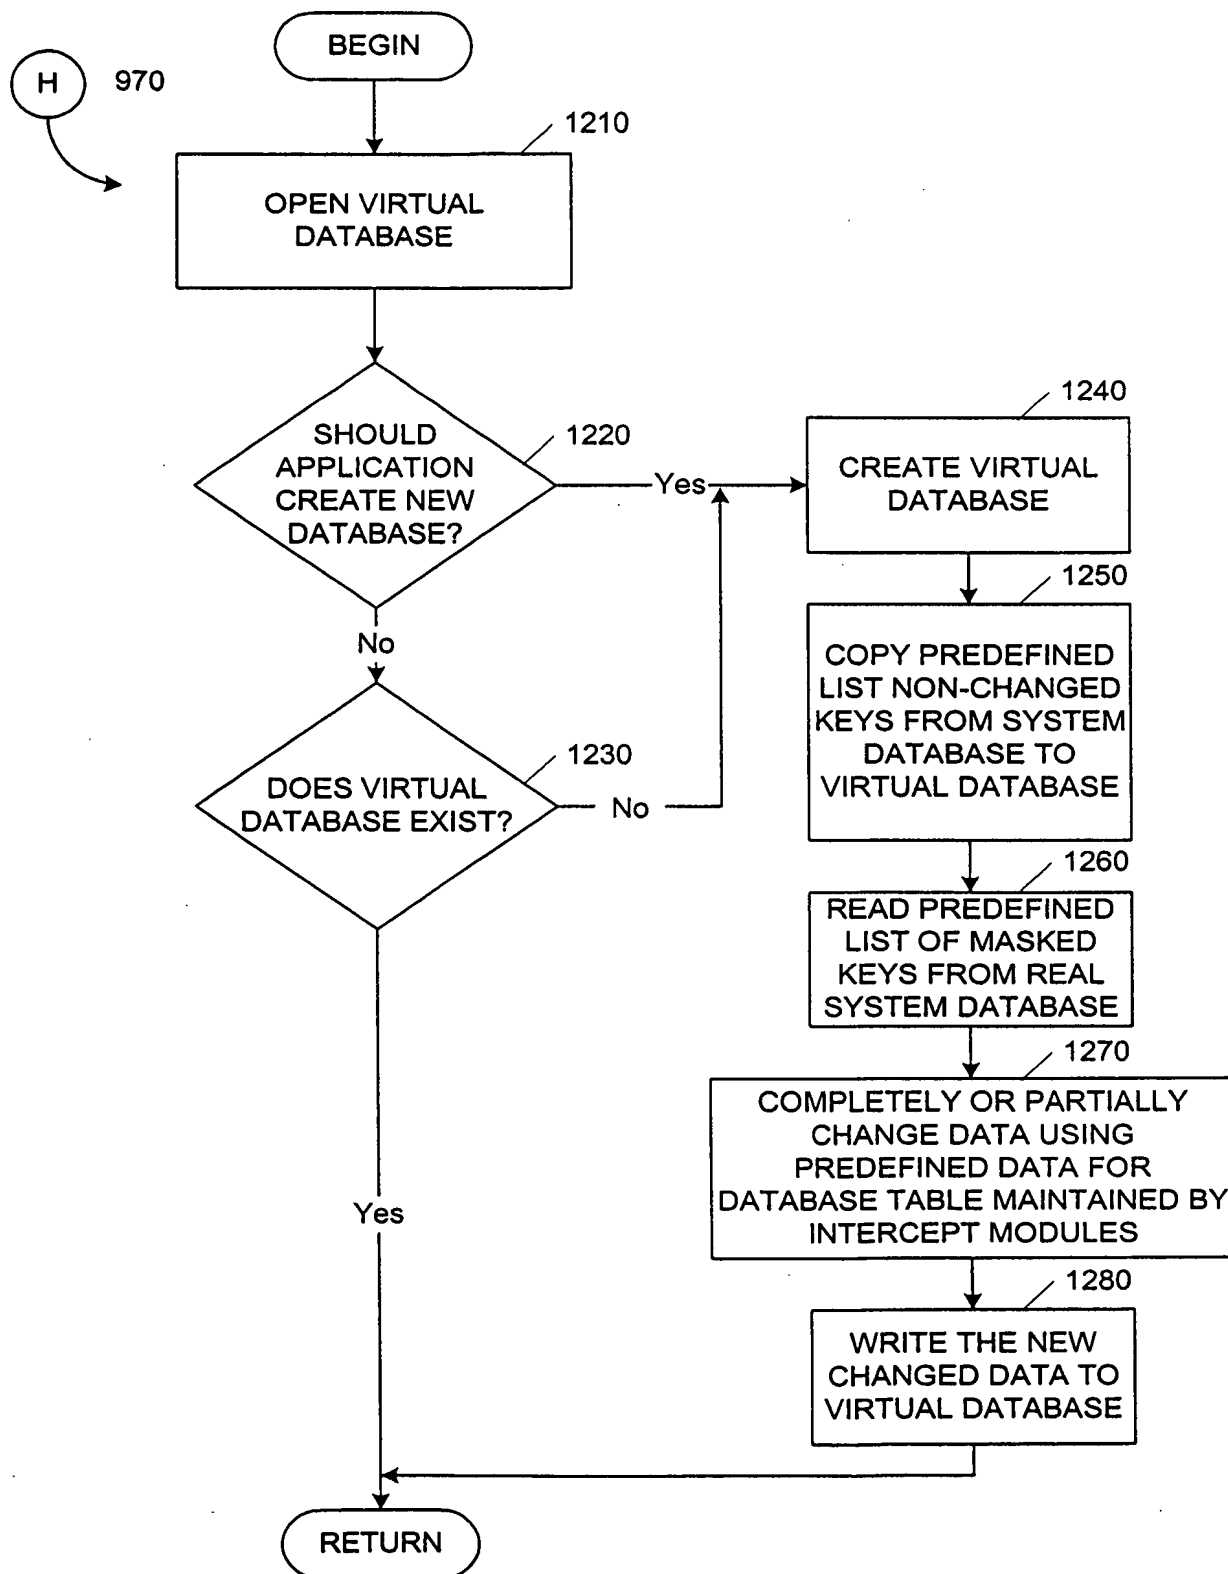 BEGIN
H
970
1210
OPEN VIRTUAL
DATABASE
1220
SHOULD
APPLICATION
CREATE NEW
DATABASE?
Yes
No
1230
DOES VIRTUAL
DATABASE EXIST?
No
Yes
1240
CREATE VIRTUAL
DATABASE
1250
COPY PREDEFINED
LIST NON-CHANGED
KEYS FROM SYSTEM
DATABASE TO
VIRTUAL DATABASE
1260
READ PREDEFINED
LIST OF MASKED
KEYS FROM REAL
SYSTEM DATABASE
1270
COMPLETELY OR PARTIALLY
CHANGE DATA USING
PREDEFINED DATA FOR
DATABASE TABLE MAINTAINED BY
INTERCEPT MODULES
1280
WRITE THE NEW
CHANGED DATA TO
VIRTUAL DATABASE
RETURN